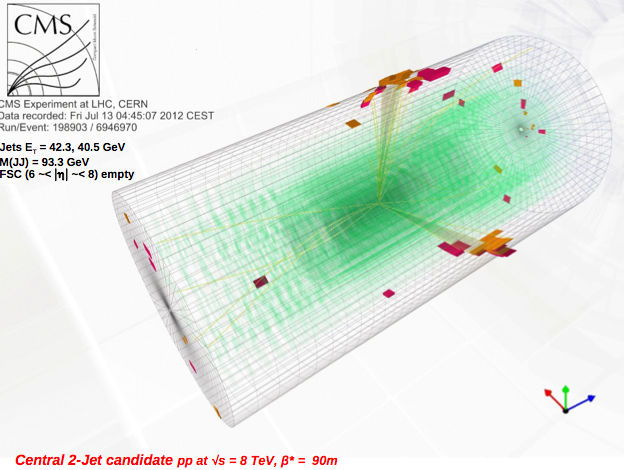 CMS
CMS Experiment at LHC, CERN
Data recorded: Fri Jul 13 04:45:07 2012 CEST
Run/Event: 198903 / 6946970
Jets E_T = 42.3, 40.5 GeV
M(JJ) = 93.3 GeV
FSC (6 ~< |η| ~< 8) empty
Central 2-Jet candidate pp at √s = 8 TeV, β* = 90m